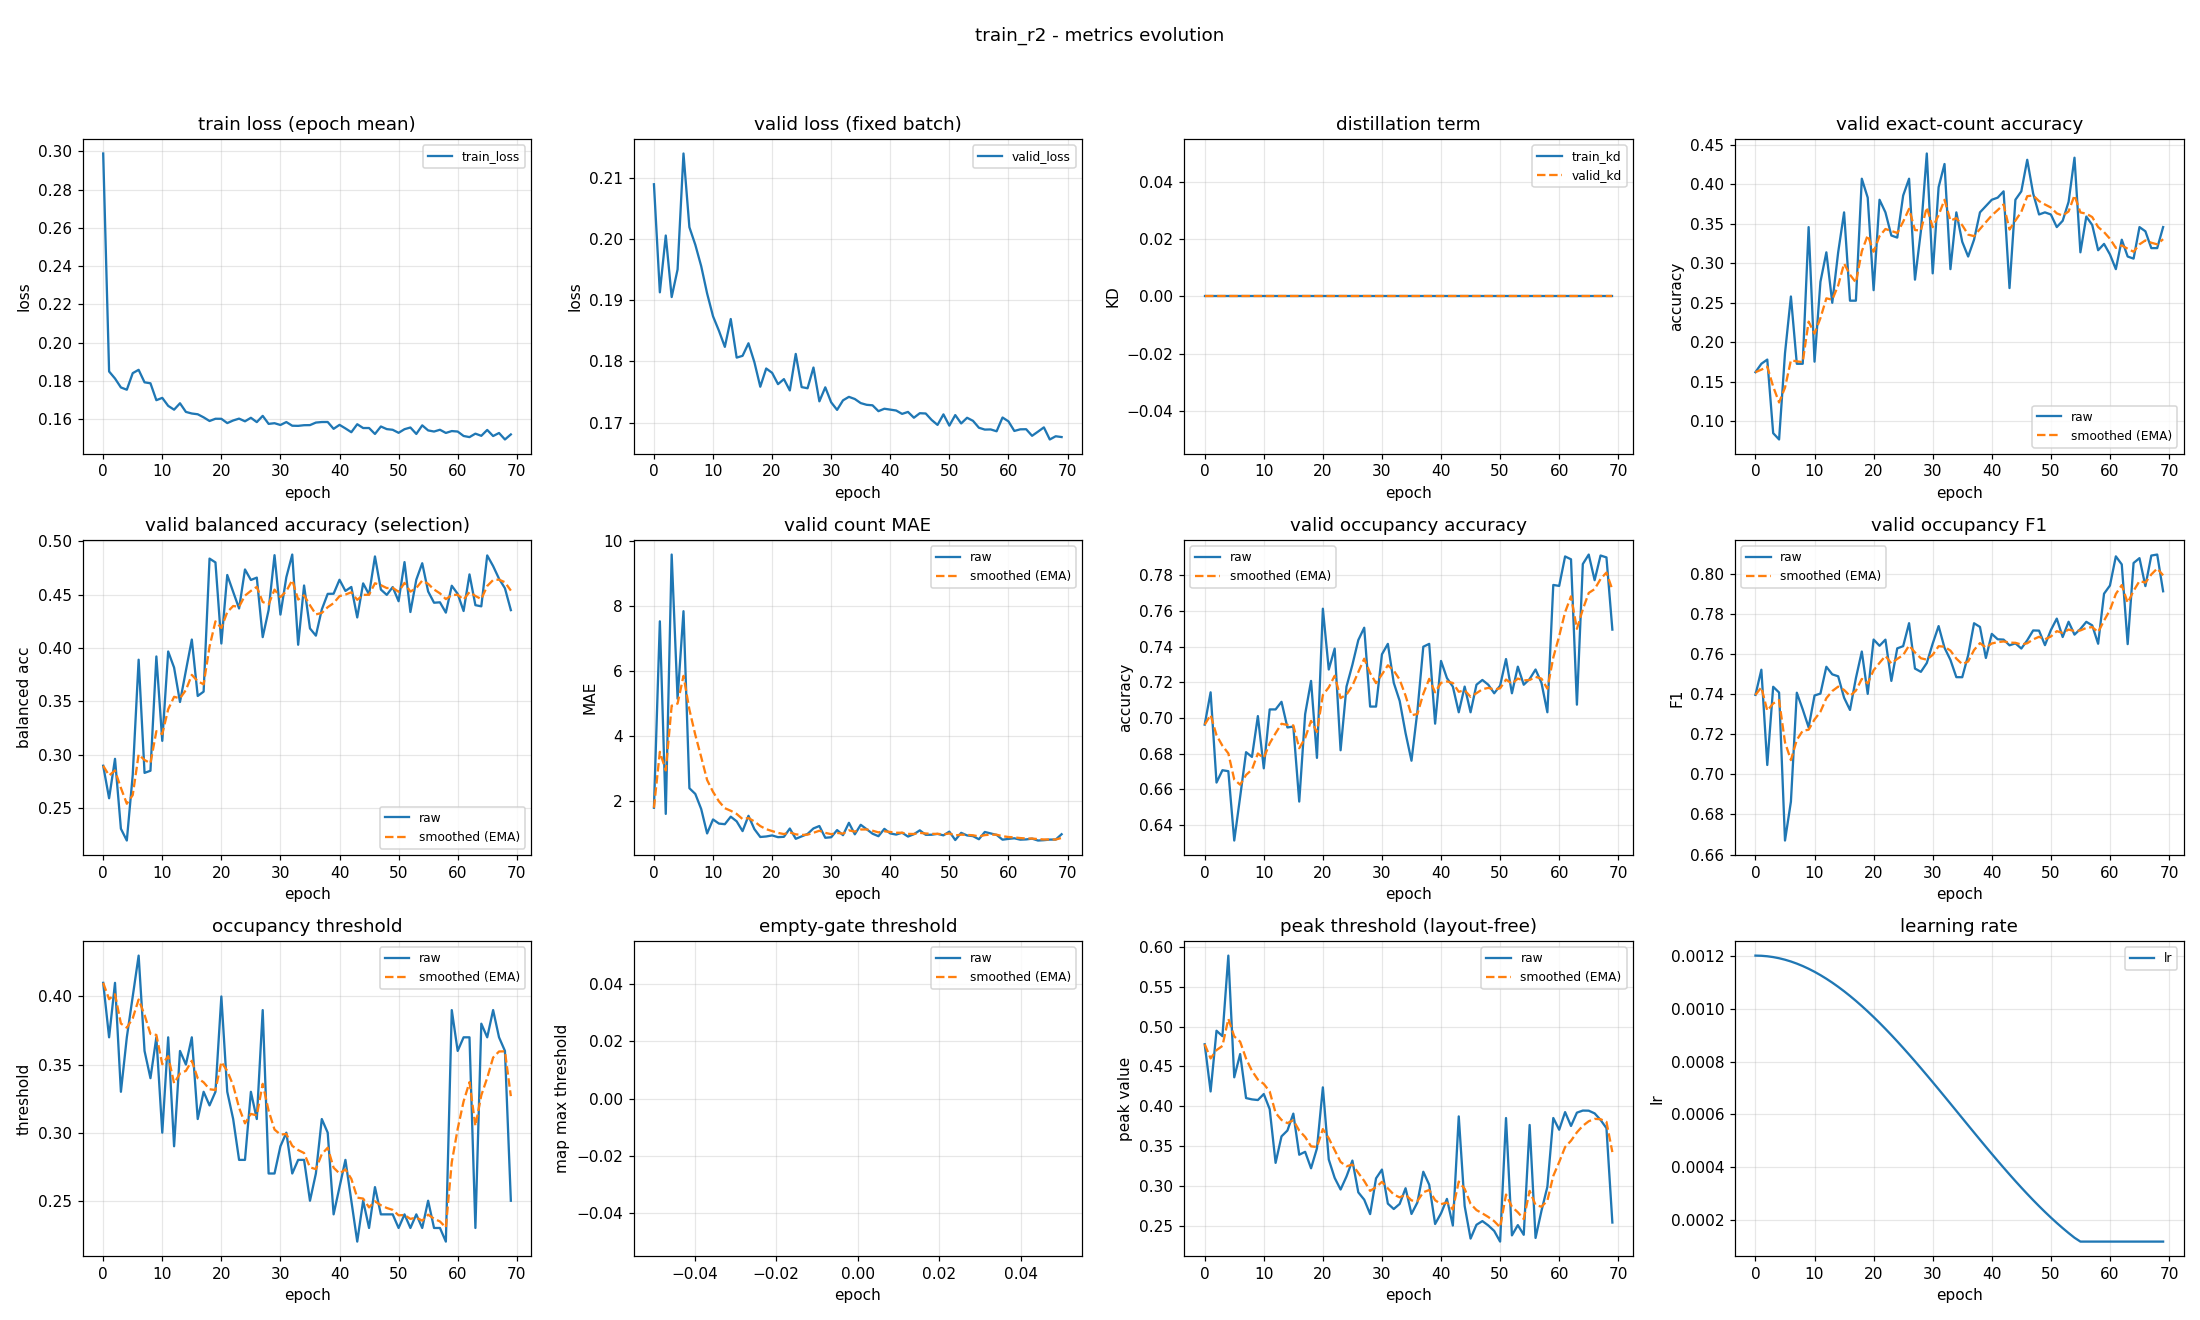 train_r2 - metrics evolution
train loss (epoch mean)
loss
0.30
0.28
0.26
0.24
0.22
0.20
0.18
0.16
train_loss
0 10 20 30 40 50 60 70
epoch
valid loss (fixed batch)
loss
0.21
0.20
0.19
0.18
0.17
valid_loss
0 10 20 30 40 50 60 70
epoch
distillation term
KD
0.04
0.02
0.00
−0.02
−0.04
train_kd
valid_kd
0 10 20 30 40 50 60 70
epoch
valid exact-count accuracy
accuracy
0.45
0.40
0.35
0.30
0.25
0.20
0.15
0.10
raw
smoothed (EMA)
0 10 20 30 40 50 60 70
epoch
valid balanced accuracy (selection)
balanced acc
0.50
0.45
0.40
0.35
0.30
0.25
raw
smoothed (EMA)
0 10 20 30 40 50 60 70
epoch
valid count MAE
MAE
10
8
6
4
2
raw
smoothed (EMA)
0 10 20 30 40 50 60 70
epoch
valid occupancy accuracy
accuracy
0.78
0.76
0.74
0.72
0.70
0.68
0.66
0.64
raw
smoothed (EMA)
0 10 20 30 40 50 60 70
epoch
valid occupancy F1
F1
0.80
0.78
0.76
0.74
0.72
0.70
0.68
0.66
raw
smoothed (EMA)
0 10 20 30 40 50 60 70
epoch
occupancy threshold
threshold
0.40
0.35
0.30
0.25
raw
smoothed (EMA)
0 10 20 30 40 50 60 70
epoch
empty-gate threshold
map max threshold
0.04
0.02
0.00
−0.02
−0.04
raw
smoothed (EMA)
−0.04 −0.02 0.00 0.02 0.04
epoch
peak threshold (layout-free)
peak value
0.60
0.55
0.50
0.45
0.40
0.35
0.30
0.25
raw
smoothed (EMA)
0 10 20 30 40 50 60 70
epoch
learning rate
lr
0.0012
0.0010
0.0008
0.0006
0.0004
0.0002
lr
0 10 20 30 40 50 60 70
epoch